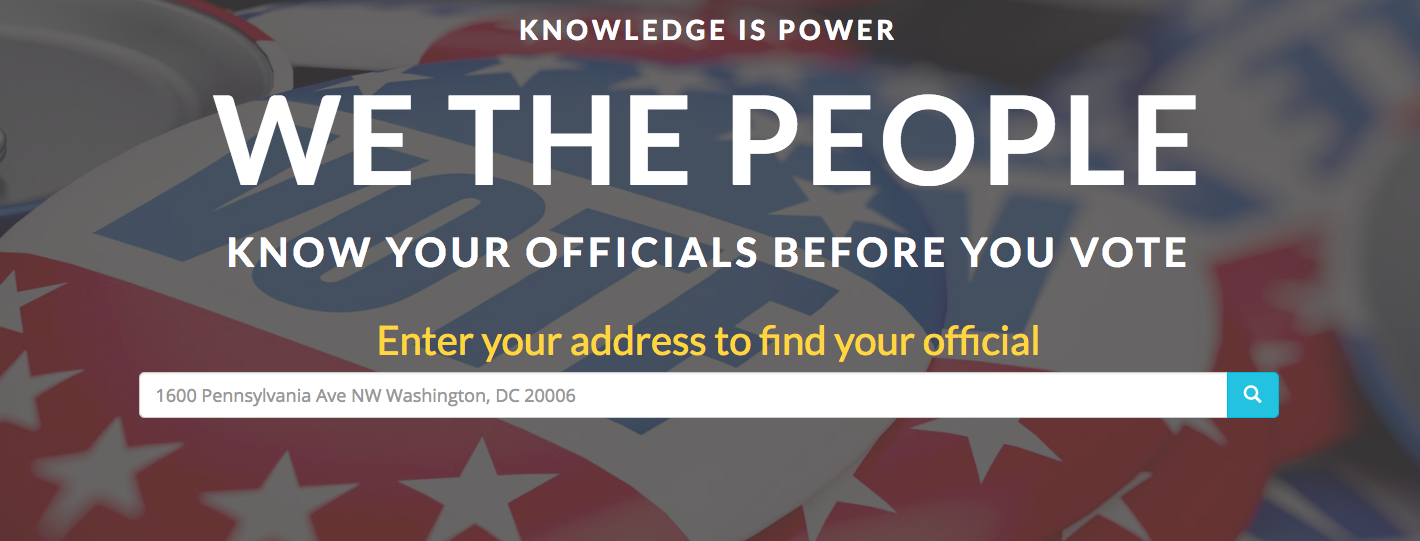 KNOWLEDGE IS POWER
WE THE PEOPLE
VOTE
KNOW YOUR OFFICIALS BEFORE YOU VOTE
Enter your address to find your official
1600 Pennsylvania Ave NW Washington, DC 20006